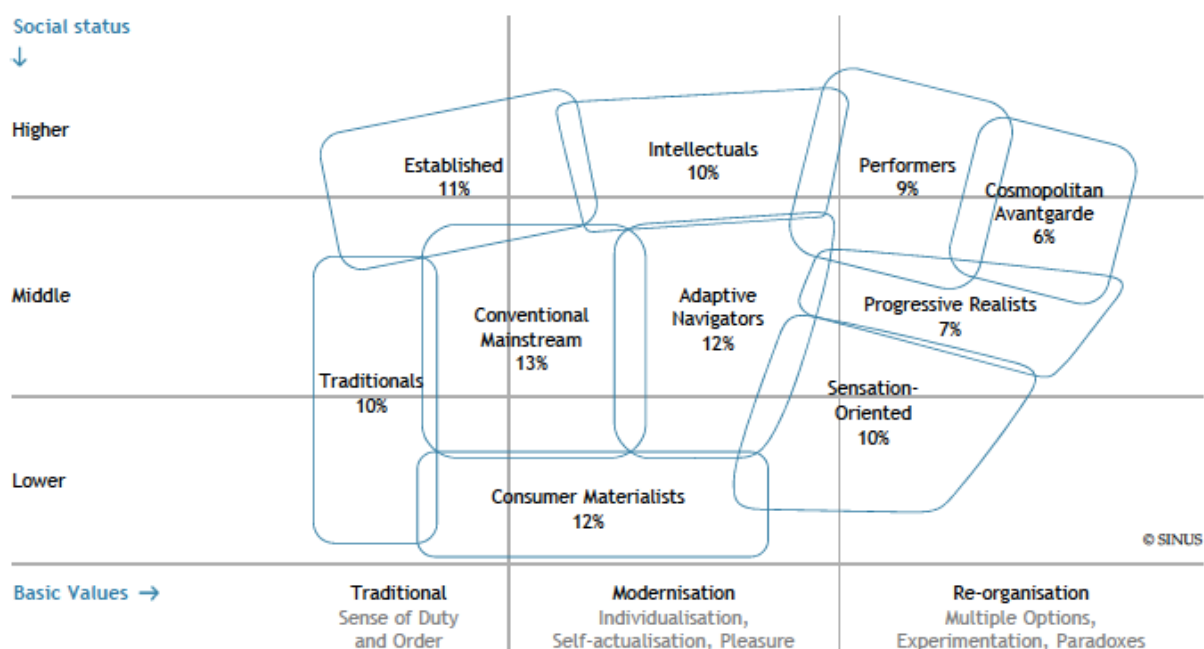 Social status
↓
Higher
Established
11%
Intellectuals
10%
Performers
9%
Cosmopolitan
Avantgarde
6%
Middle
Conventional
Mainstream
13%
Adaptive
Navigators
12%
Progressive Realists
7%
Traditionals
10%
Sensation-
Oriented
10%
Lower
Consumer Materialists
12%
© SINUS
Basic Values →
Traditional
Sense of Duty
and Order
Modernisation
Individualisation,
Self-actualisation, Pleasure
Re-organisation
Multiple Options,
Experimentation, Paradoxes